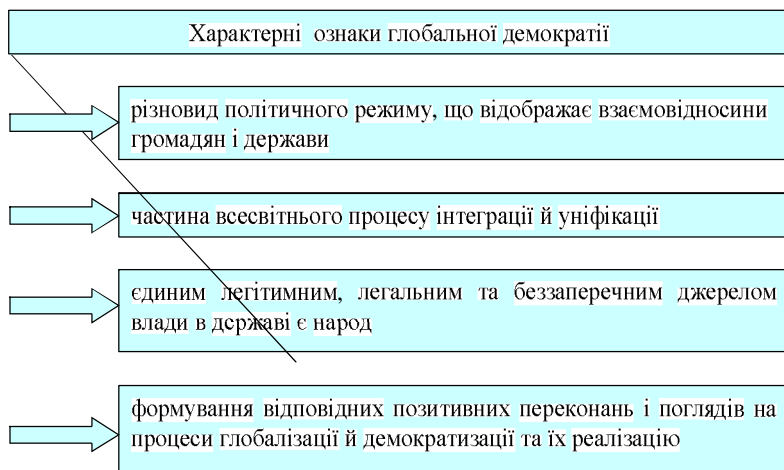 Характерні ознаки глобальної демократії
різновид політичного режиму, що відображає взаємовідносини
громадян і держави
частина всесвітнього процесу інтеграції й уніфікації
єдиним легітимним, легальним та беззаперечним джерелом
влади в державі є народ
формування відповідних позитивних переконань і поглядів на
процеси глобалізації й демократизації та їх реалізацію